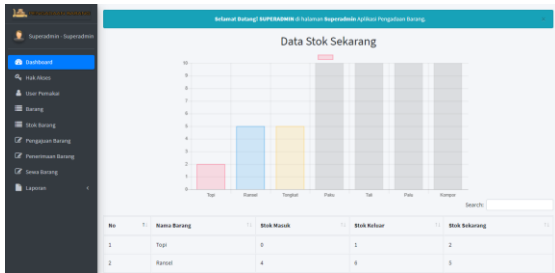 Selamat Datang! SUPERADMIN di halaman Superadmin Aplikasi Pengadaan Barang.
Superadmin - Superadmin
Dashboard
Hak Akses
User Pemakai
Barang
Stok Barang
Pengajuan Barang
Penerimaan Barang
Sewa Barang
Laporan
Data Stok Sekarang
10
9
8
7
6
5
4
3
2
1
0
Topi Ransel Tongkat Paku Tali Palu Kompor
Search:
No Nama Barang Stok Masuk Stok Keluar Stok Sekarang
1 Topi 0 1 2
2 Ransel 4 6 5